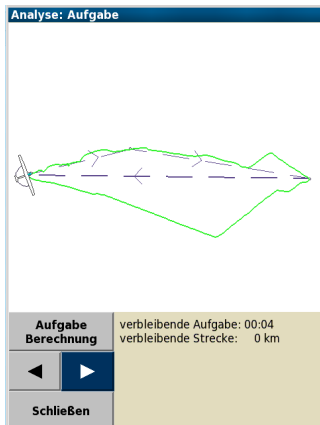 Analyse: Aufgabe
Aufgabe
Berechnung
verbleibende Aufgabe: 00:04
verbleibende Strecke: 0 km
Schließen